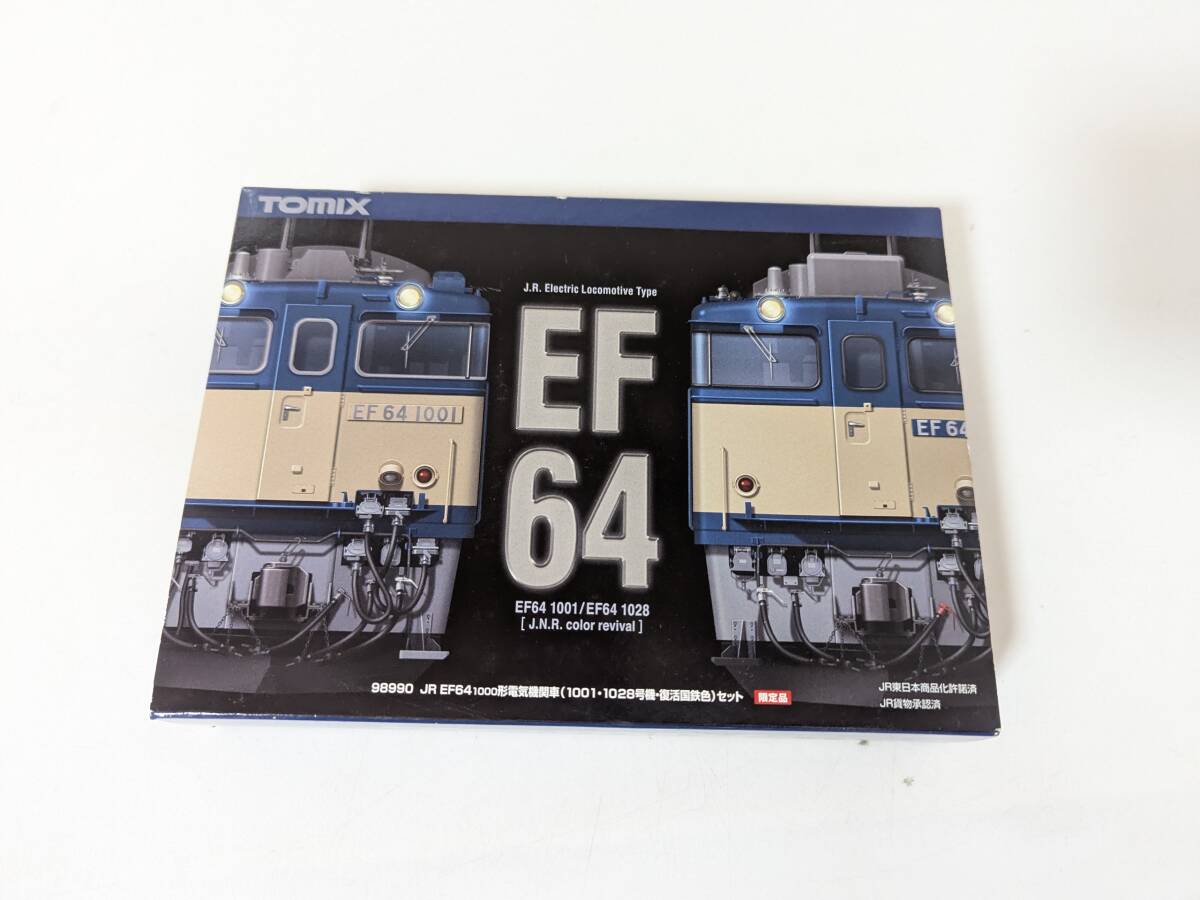 TOMIX
J.R. Electric Locomotive Type
EF
64
EF 64 1001
EF 64
EF64 1001/EF64 1028
[ J.N.R. color revival ]
98990 JR EF641000形電気機関車(1001・1028号機・復活国鉄色)セット 限定品
JR東日本商品化許諾済
JR貨物承認済